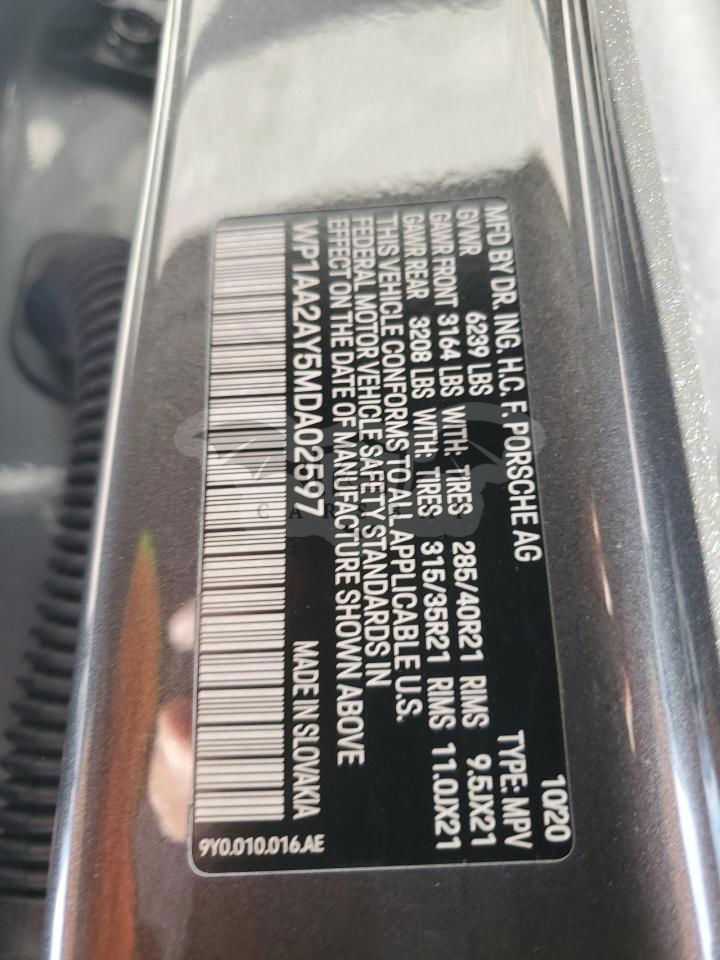 MFD BY DR. ING. H.C. F. PORSCHE AG 10/20
GVWR 6239 LBS TYPE: MPV
GAWR FRONT 3164 LBS WITH: TIRES 285/40R21 RIMS 9.5JX21
GAWR REAR 3208 LBS WITH: TIRES 315/35R21 RIMS 11.0JX21
THIS VEHICLE CONFORMS TO ALL APPLICABLE U.S.
FEDERAL MOTOR VEHICLE SAFETY STANDARDS IN
EFFECT ON THE DATE OF MANUFACTURE SHOWN ABOVE
WP1AA2AY5MDA02597 MADE IN SLOVAKIA
9Y0.010.016.AE